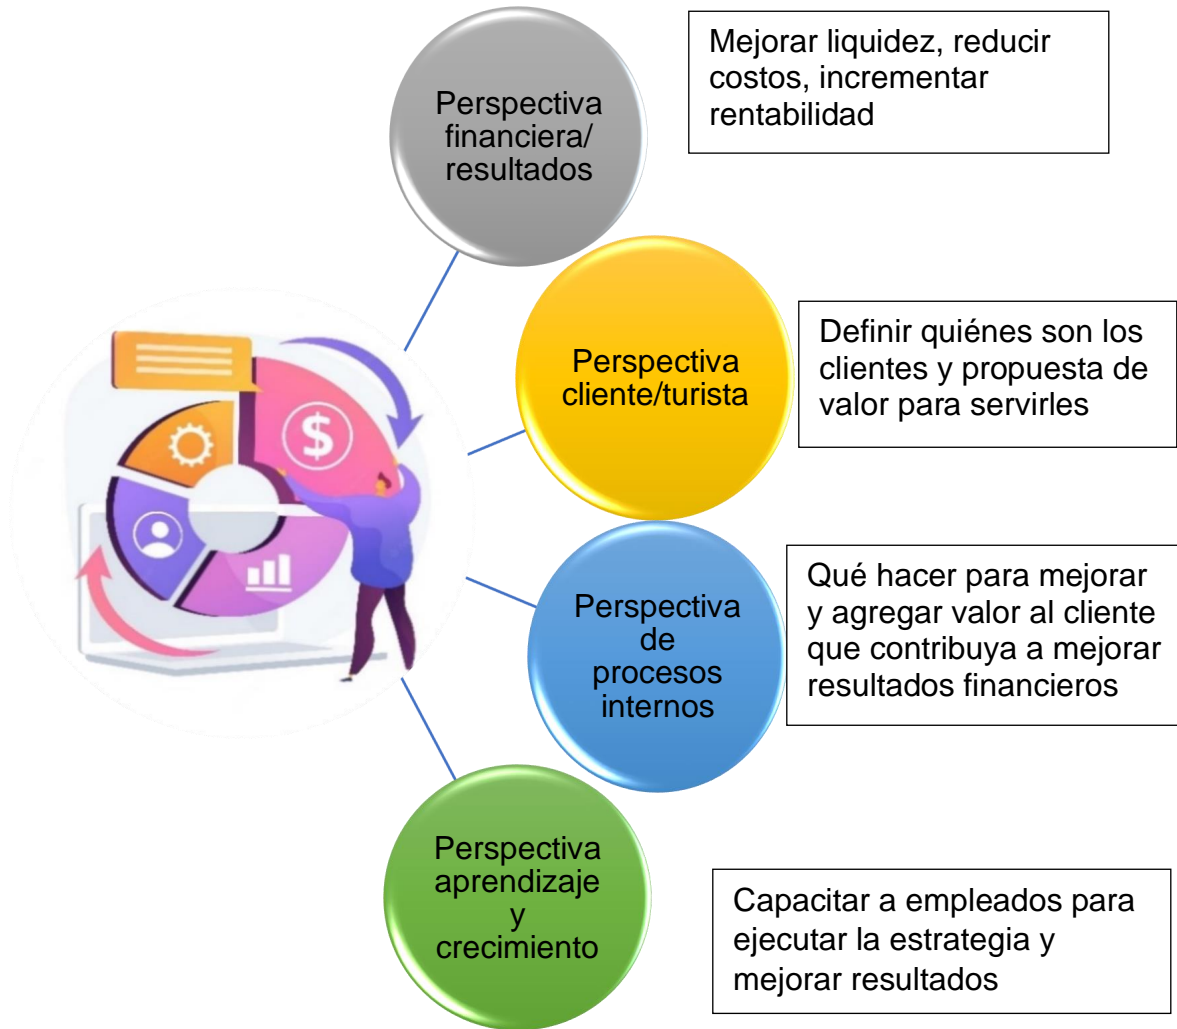 Perspectiva
financiera/
resultados
Mejorar liquidez, reducir
costos, incrementar
rentabilidad
Perspectiva
cliente/turista
Definir quiénes son los
clientes y propuesta de
valor para servirles
Perspectiva
de
procesos
internos
Qué hacer para mejorar
y agregar valor al cliente
que contribuya a mejorar
resultados financieros
Perspectiva
aprendizaje
y
crecimiento
Capacitar a empleados para
ejecutar la estrategia y
mejorar resultados
$